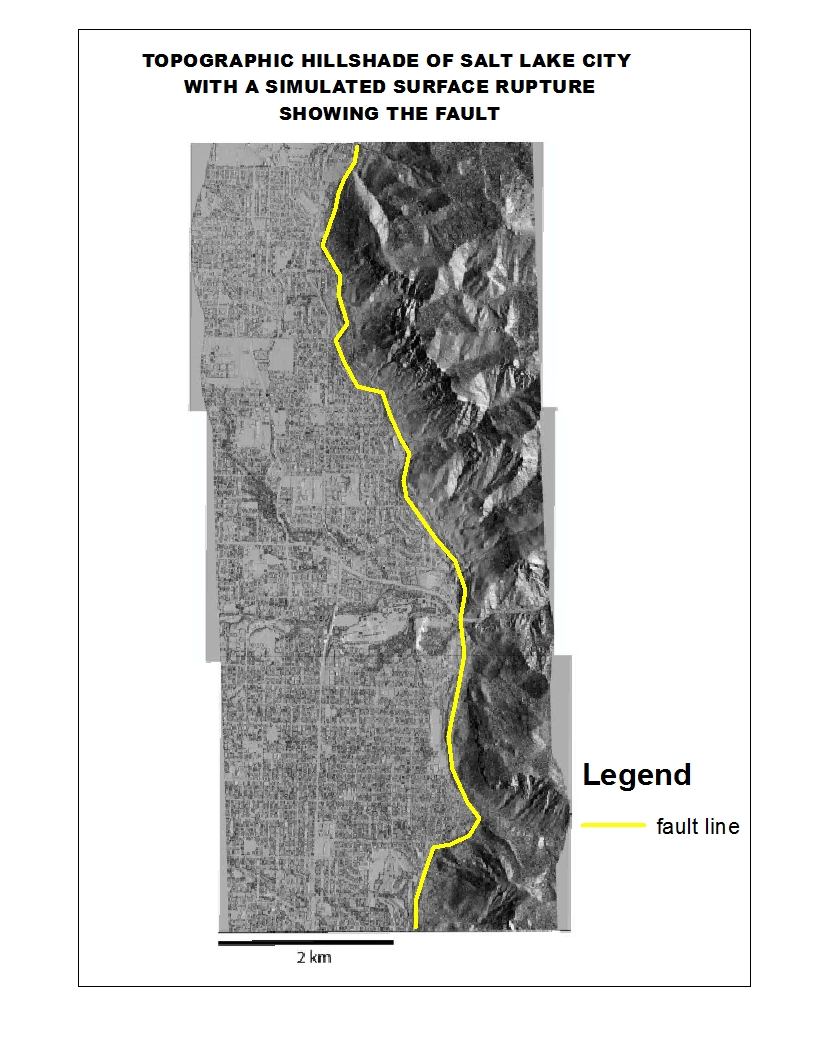 TOPOGRAPHIC HILLSHADE OF SALT LAKE CITY
WITH A SIMULATED SURFACE RUPTURE
SHOWING THE FAULT
Legend
fault line
2 km